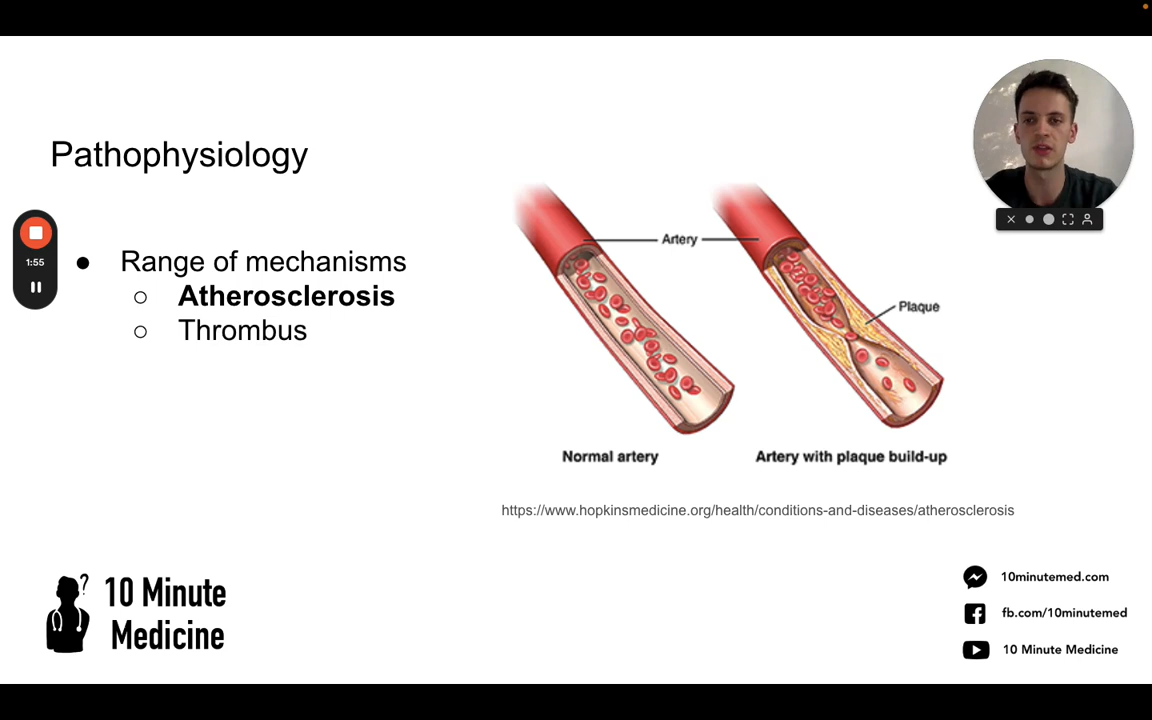 Pathophysiology
1:55
● Range of mechanisms
○ Atherosclerosis
○ Thrombus
Artery
Plaque
Normal artery
Artery with plaque build-up
https://www.hopkinsmedicine.org/health/conditions-and-diseases/atherosclerosis
10 Minute
Medicine
10minutemed.com
fb.com/10minutemed
10 Minute Medicine